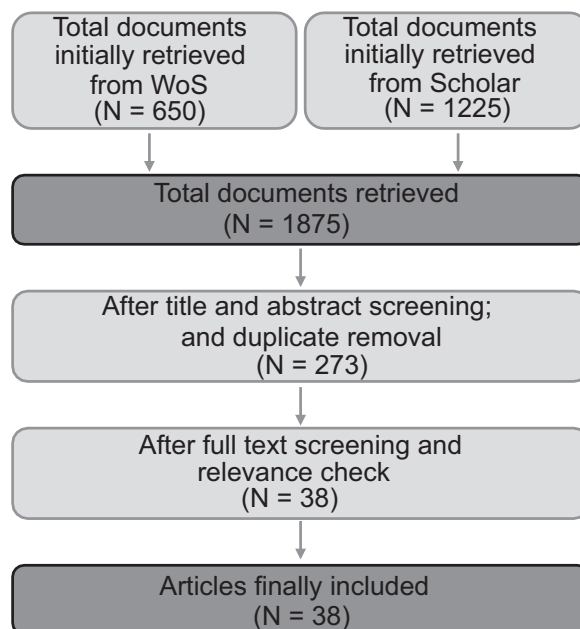 Total documents
initially retrieved
from WoS
(N = 650)
Total documents
initially retrieved
from Scholar
(N = 1225)
Total documents retrieved
(N = 1875)
After title and abstract screening;
and duplicate removal
(N = 273)
After full text screening and
relevance check
(N = 38)
Articles finally included
(N = 38)